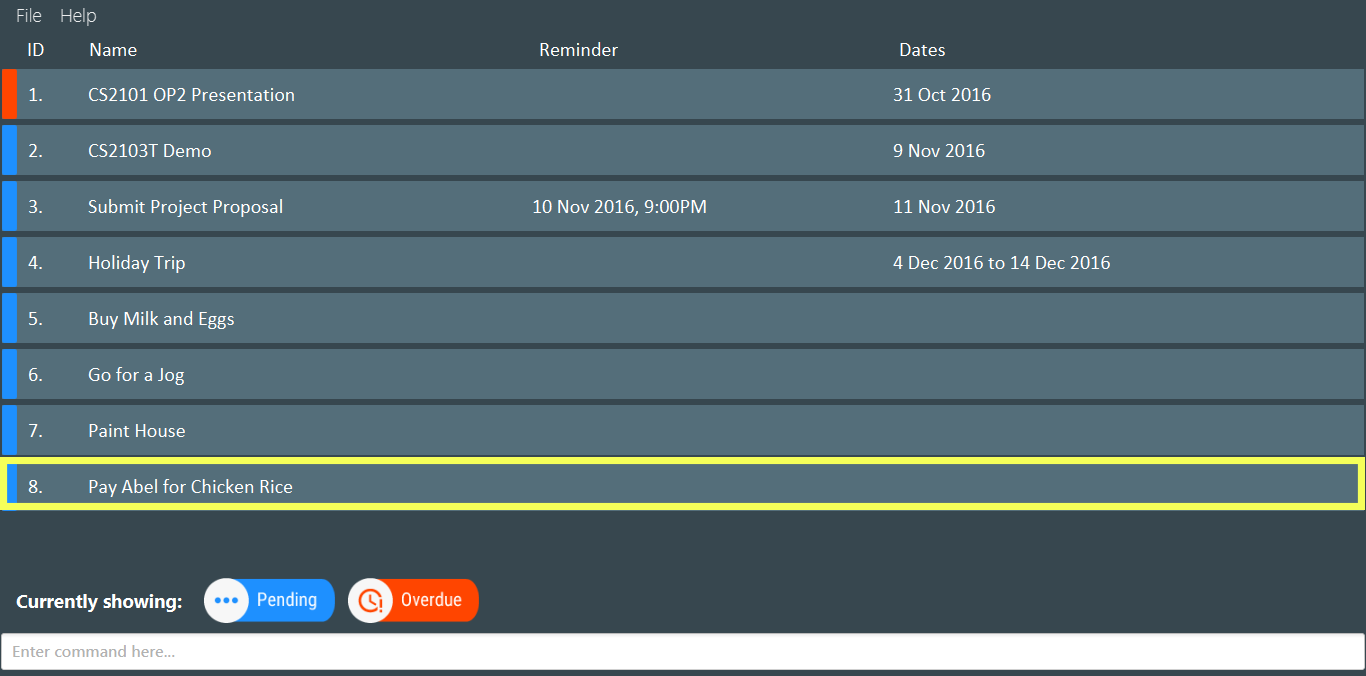 File Help
ID Name Reminder Dates
1. CS2101 OP2 Presentation 31 Oct 2016
2. CS2103T Demo 9 Nov 2016
3. Submit Project Proposal 10 Nov 2016, 9:00PM 11 Nov 2016
4. Holiday Trip 4 Dec 2016 to 14 Dec 2016
5. Buy Milk and Eggs
6. Go for a Jog
7. Paint House
8. Pay Abel for Chicken Rice
Currently showing: Pending Overdue
Enter command here...